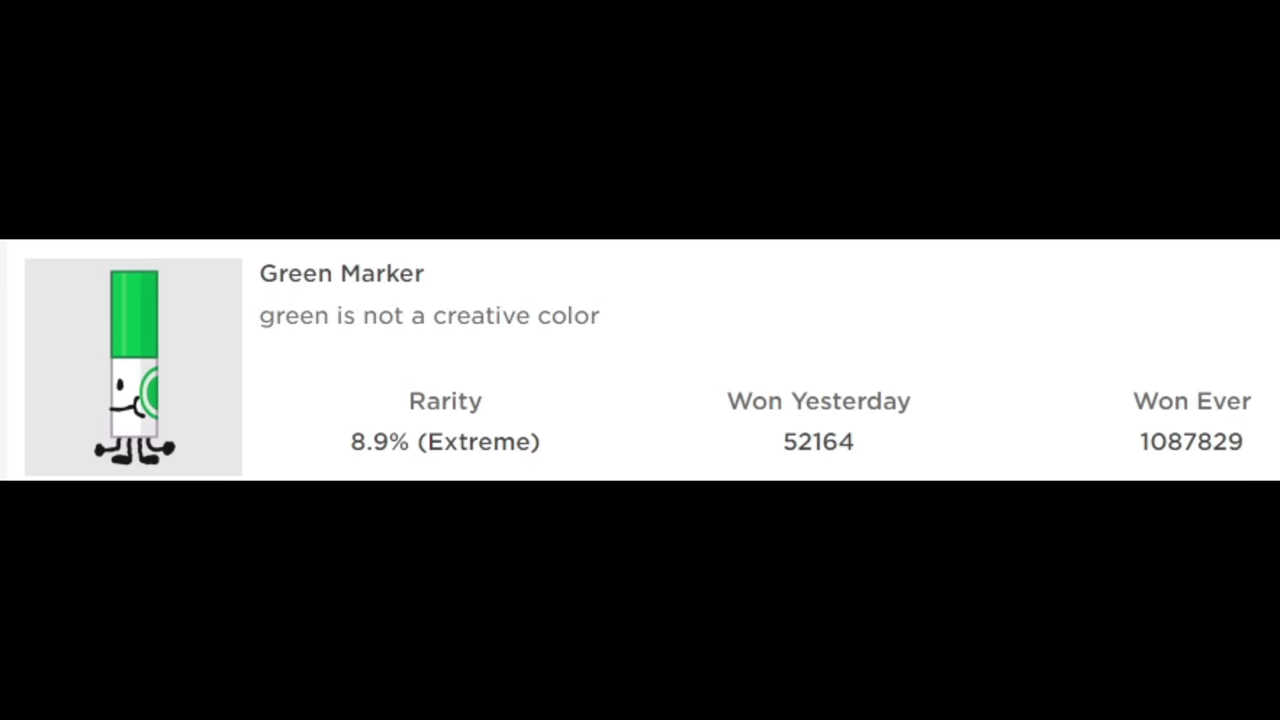 Green Marker
green is not a creative color
Rarity Won Yesterday Won Ever
8.9% (Extreme) 52164 1087829